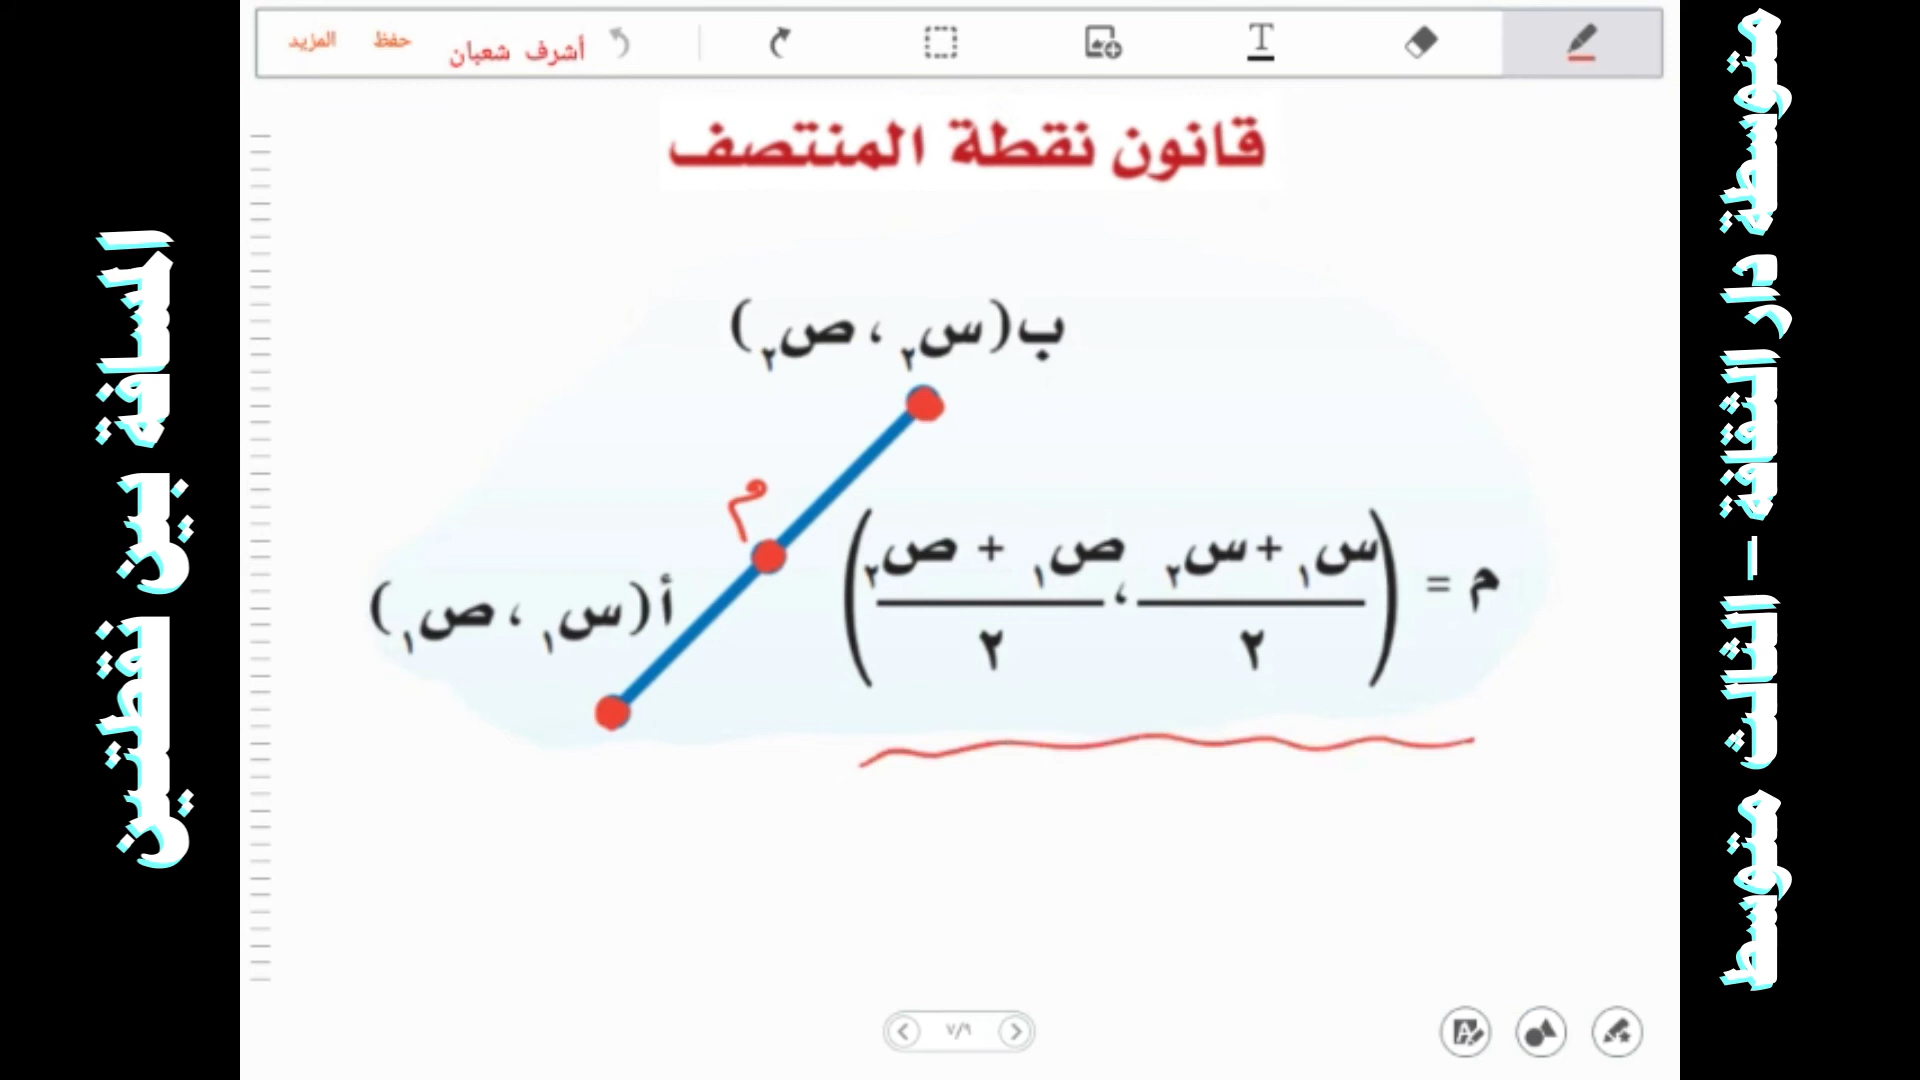 متوسطة دار الثقافة – الثالث متوسط
المسافة بين نقطتين
أشرف شعبان حفظ المزيد
T
قانون نقطة المنتصف
ب (س٢ ، ص٢)
م
أ (س١ ، ص١)
م = (س١ + س٢ / ٢ ، ص١ + ص٢ / ٢)
٧/٩